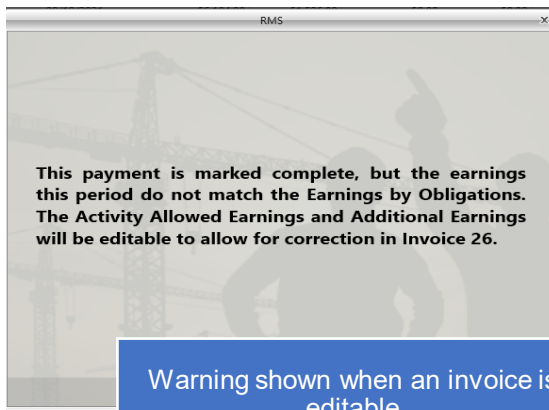 RMS
This payment is marked complete, but the earnings
this period do not match the Earnings by Obligations.
The Activity Allowed Earnings and Additional Earnings
will be editable to allow for correction in Invoice 26.
Warning shown when an invoice is
editable